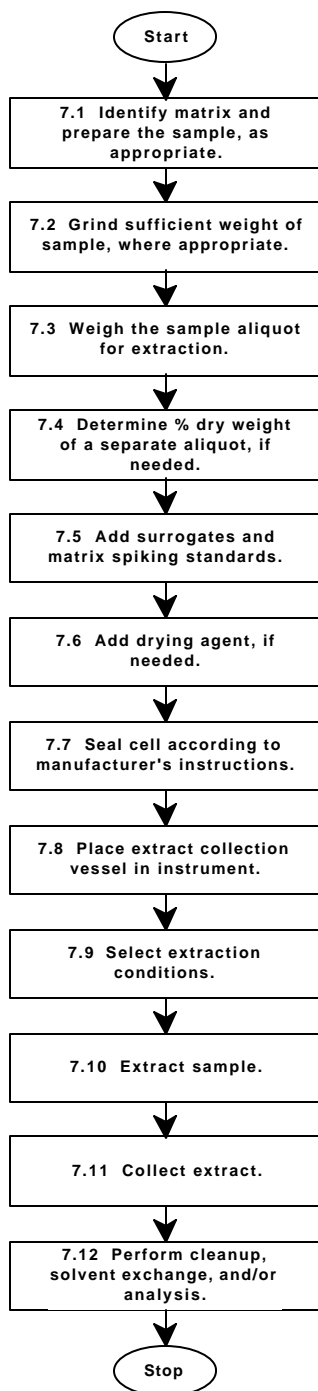 Start
7.1 Identify matrix and
prepare the sample, as
appropriate.
7.2 Grind sufficient weight of
sample, where appropriate.
7.3 Weigh the sample aliquot
for extraction.
7.4 Determine % dry weight
of a separate aliquot, if
needed.
7.5 Add surrogates and
matrix spiking standards.
7.6 Add drying agent, if
needed.
7.7 Seal cell according to
manufacturer's instructions.
7.8 Place extract collection
vessel in instrument.
7.9 Select extraction
conditions.
7.10 Extract sample.
7.11 Collect extract.
7.12 Perform cleanup,
solvent exchange, and/or
analysis.
Stop